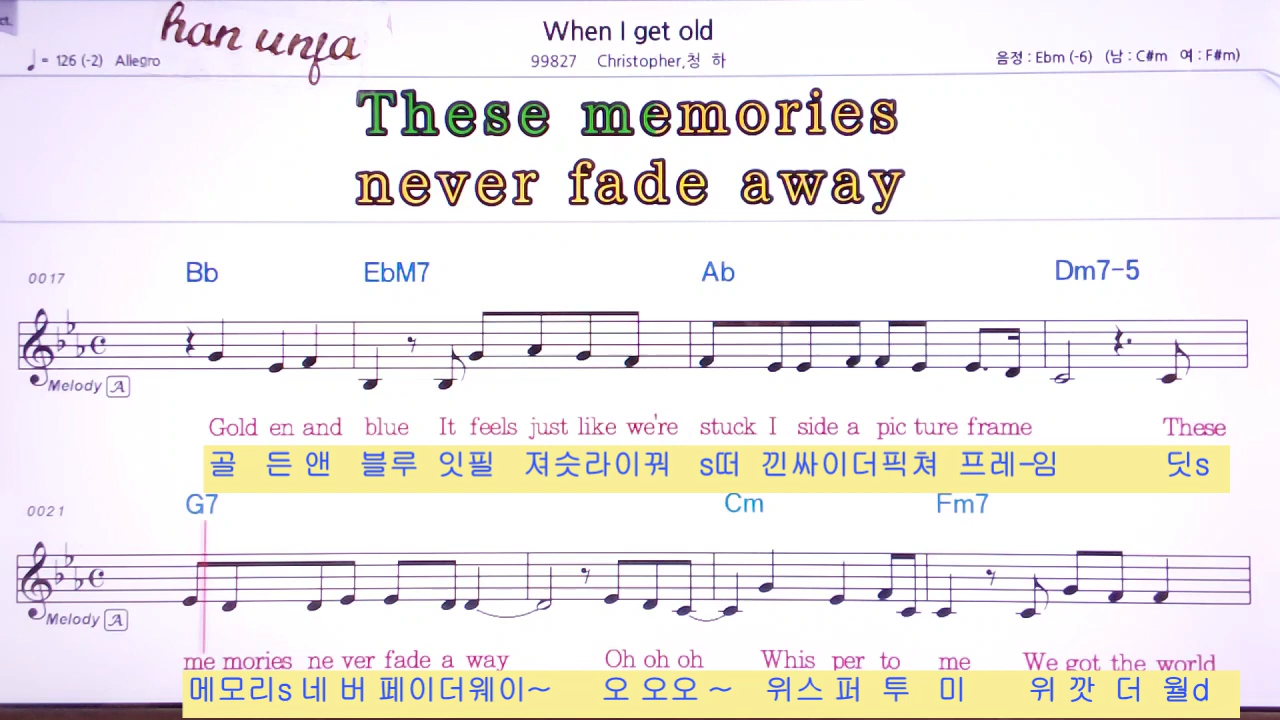 ct.
han unfa
When I get old
♩ = 126 (-2) Allegro
99827 Christopher,청 하
음정 : Ebm (-6) (남 : C#m 여 : F#m)
These memories
never fade away
0017
Bb EbM7 Ab Dm7-5
Melody A
Gold en and blue It feels just like we're stuck I side a pic ture frame These
골 든 앤 블루 잇필 져슷라이꿔 s떠 낀싸이더픽쳐 프레-임 딧s
0021
G7 Cm Fm7
Melody A
me mories ne ver fade a way Oh oh oh Whis per to me We got the world
메모리s 네 버 페이더웨이~ 오 오오 ~ 위스 퍼 투 미 위 깟 더 월d